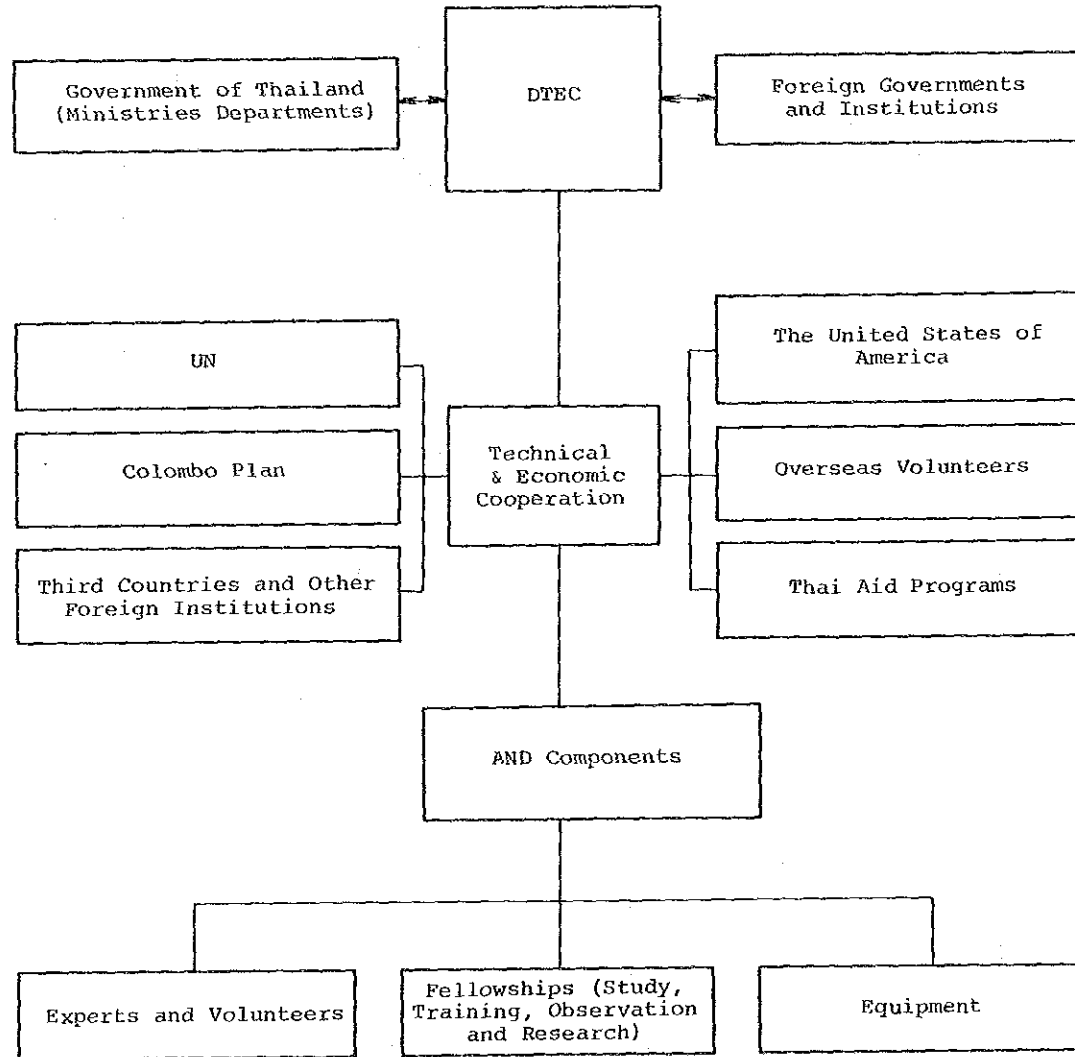 Government of Thailand
(Ministries Departments)
DTEC
Foreign Governments
and Institutions
UN
The United States of
America
Colombo Plan
Technical
& Economic
Cooperation
Overseas Volunteers
Third Countries and Other
Foreign Institutions
Thai Aid Programs
AND Components
Experts and Volunteers
Fellowships (Study,
Training, Observation
and Research)
Equipment